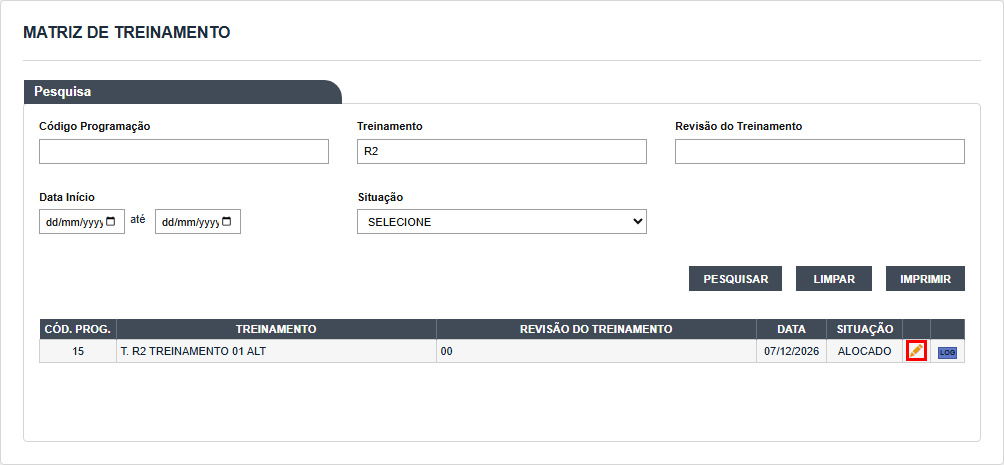 MATRIZ DE TREINAMENTO
Pesquisa
Código Programação Treinamento Revisão do Treinamento
R2
Data Início Situação
dd/mm/yyyy até dd/mm/yyyy SELECIONE
PESQUISAR LIMPAR IMPRIMIR
CÓD. PROG. TREINAMENTO REVISÃO DO TREINAMENTO DATA SITUAÇÃO
15 T. R2 TREINAMENTO 01 ALT 00 07/12/2026 ALOCADO LOG